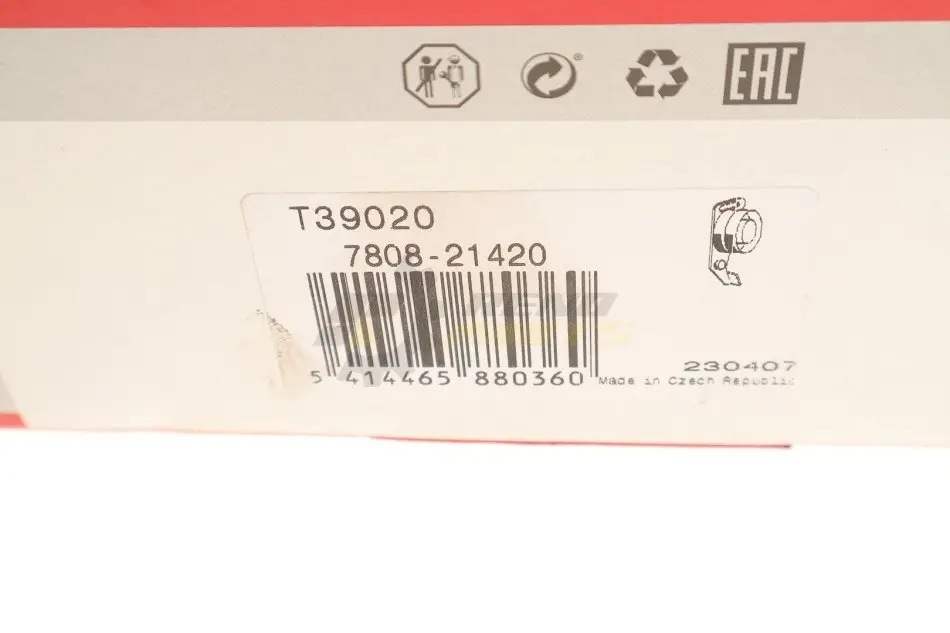 EAC
T39020
7808-21420
5 414465 880360
230407
Made in Czech Republic